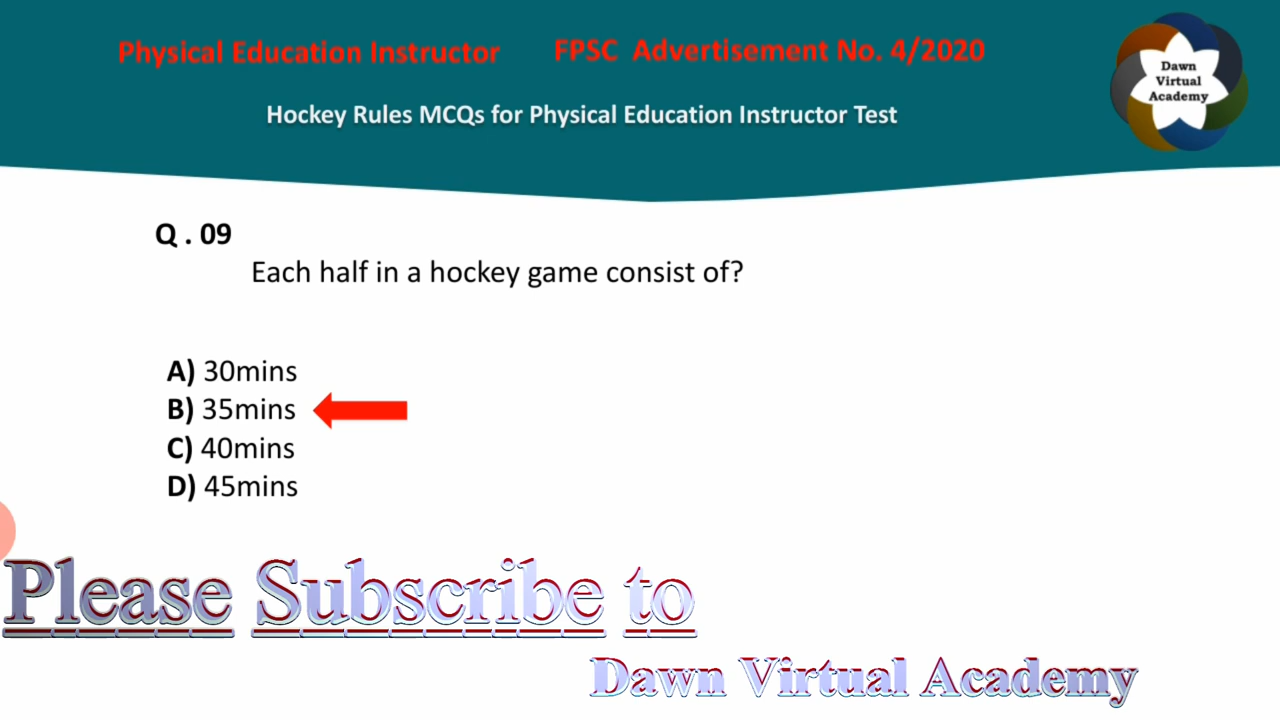 Physical Education Instructor FPSC Advertisement No. 4/2020
Hockey Rules MCQs for Physical Education Instructor Test
Dawn
Virtual
Academy
Q . 09
Each half in a hockey game consist of?
A) 30mins
B) 35mins
C) 40mins
D) 45mins
Please Subscribe to
Dawn Virtual Academy